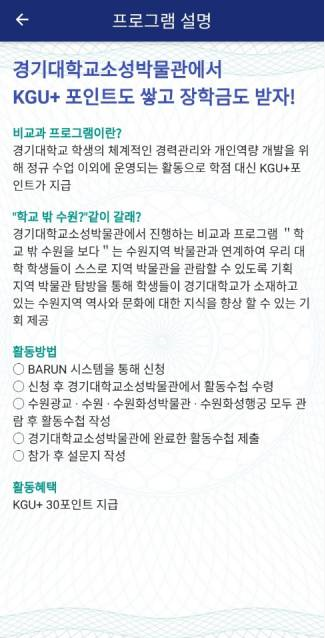 프로그램 설명
경기대학교소성박물관에서
KGU+ 포인트도 쌓고 장학금도 받자!
비교과 프로그램이란?
경기대학교 학생의 체계적인 경력관리와 개인역량 개발을 위
해 정규 수업 이외에 운영되는 활동으로 학점 대신 KGU+포
인트가 지급
"학교 밖 수원?"같이 갈래?
경기대학교소성박물관에서 진행하는 비교과 프로그램 " 학
교 밖 수원을 보다 " 는 수원지역 박물관과 연계하여 우리 대
학 학생들이 스스로 지역 박물관을 관람할 수 있도록 기획
지역 박물관 탐방을 통해 학생들이 경기대학교가 소재하고
있는 수원지역 역사와 문화에 대한 지식을 향상 할 수 있는 기
회 제공
활동방법
○ BARUN 시스템을 통해 신청
○ 신청 후 경기대학교소성박물관에서 활동수첩 수령
○ 수원광교 · 수원 · 수원화성박물관 · 수원화성행궁 모두 관
람 후 활동수첩 작성
○ 경기대학교소성박물관에 완료한 활동수첩 제출
○ 참가 후 설문지 작성
활동혜택
KGU+ 30포인트 지급